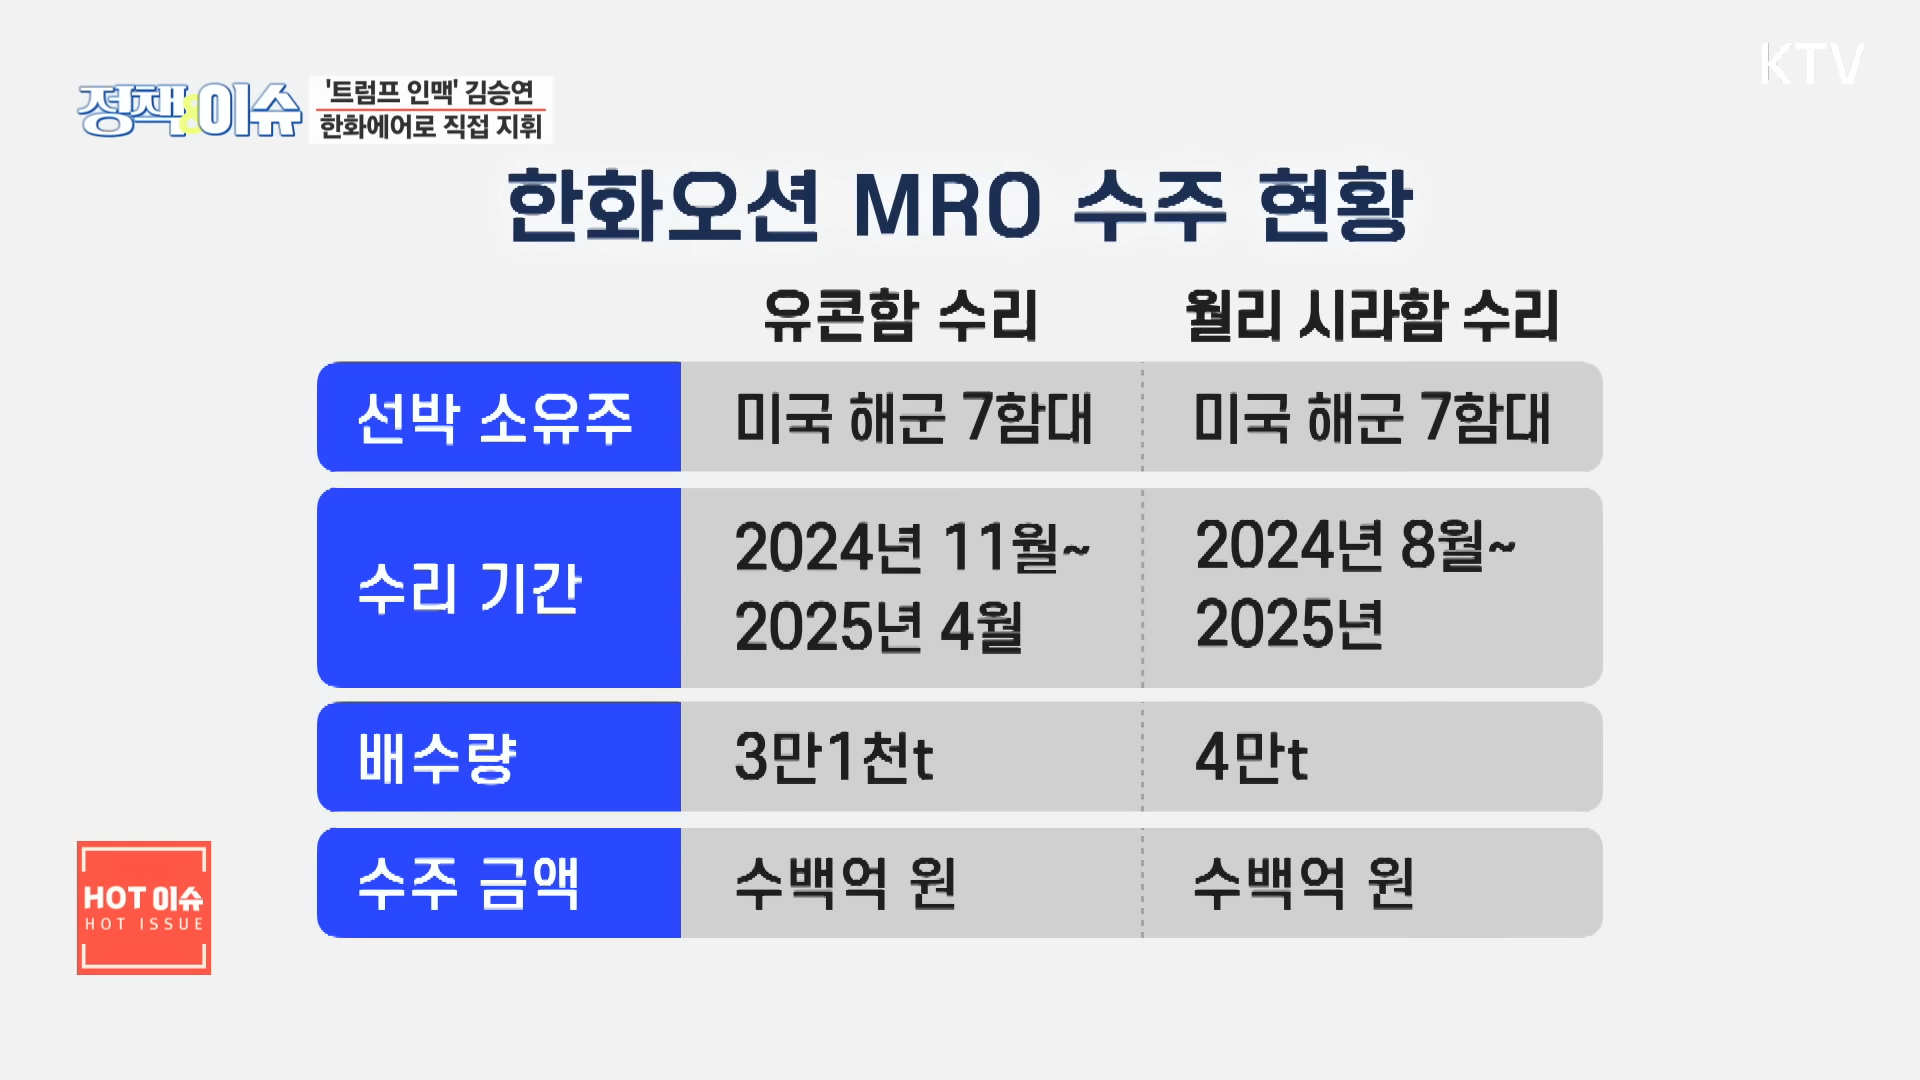 KTV
정책&이슈
'트럼프 인맥' 김승연
한화에어로 직접 지휘
한화오션 MRO 수주 현황
유콘함 수리 월리 시라함 수리
선박 소유주 미국 해군 7함대 미국 해군 7함대
수리 기간 2024년 11월~ 2024년 8월~
2025년 4월 2025년
배수량 3만1천t 4만t
수주 금액 수백억 원 수백억 원
HOT 이슈
HOT ISSUE